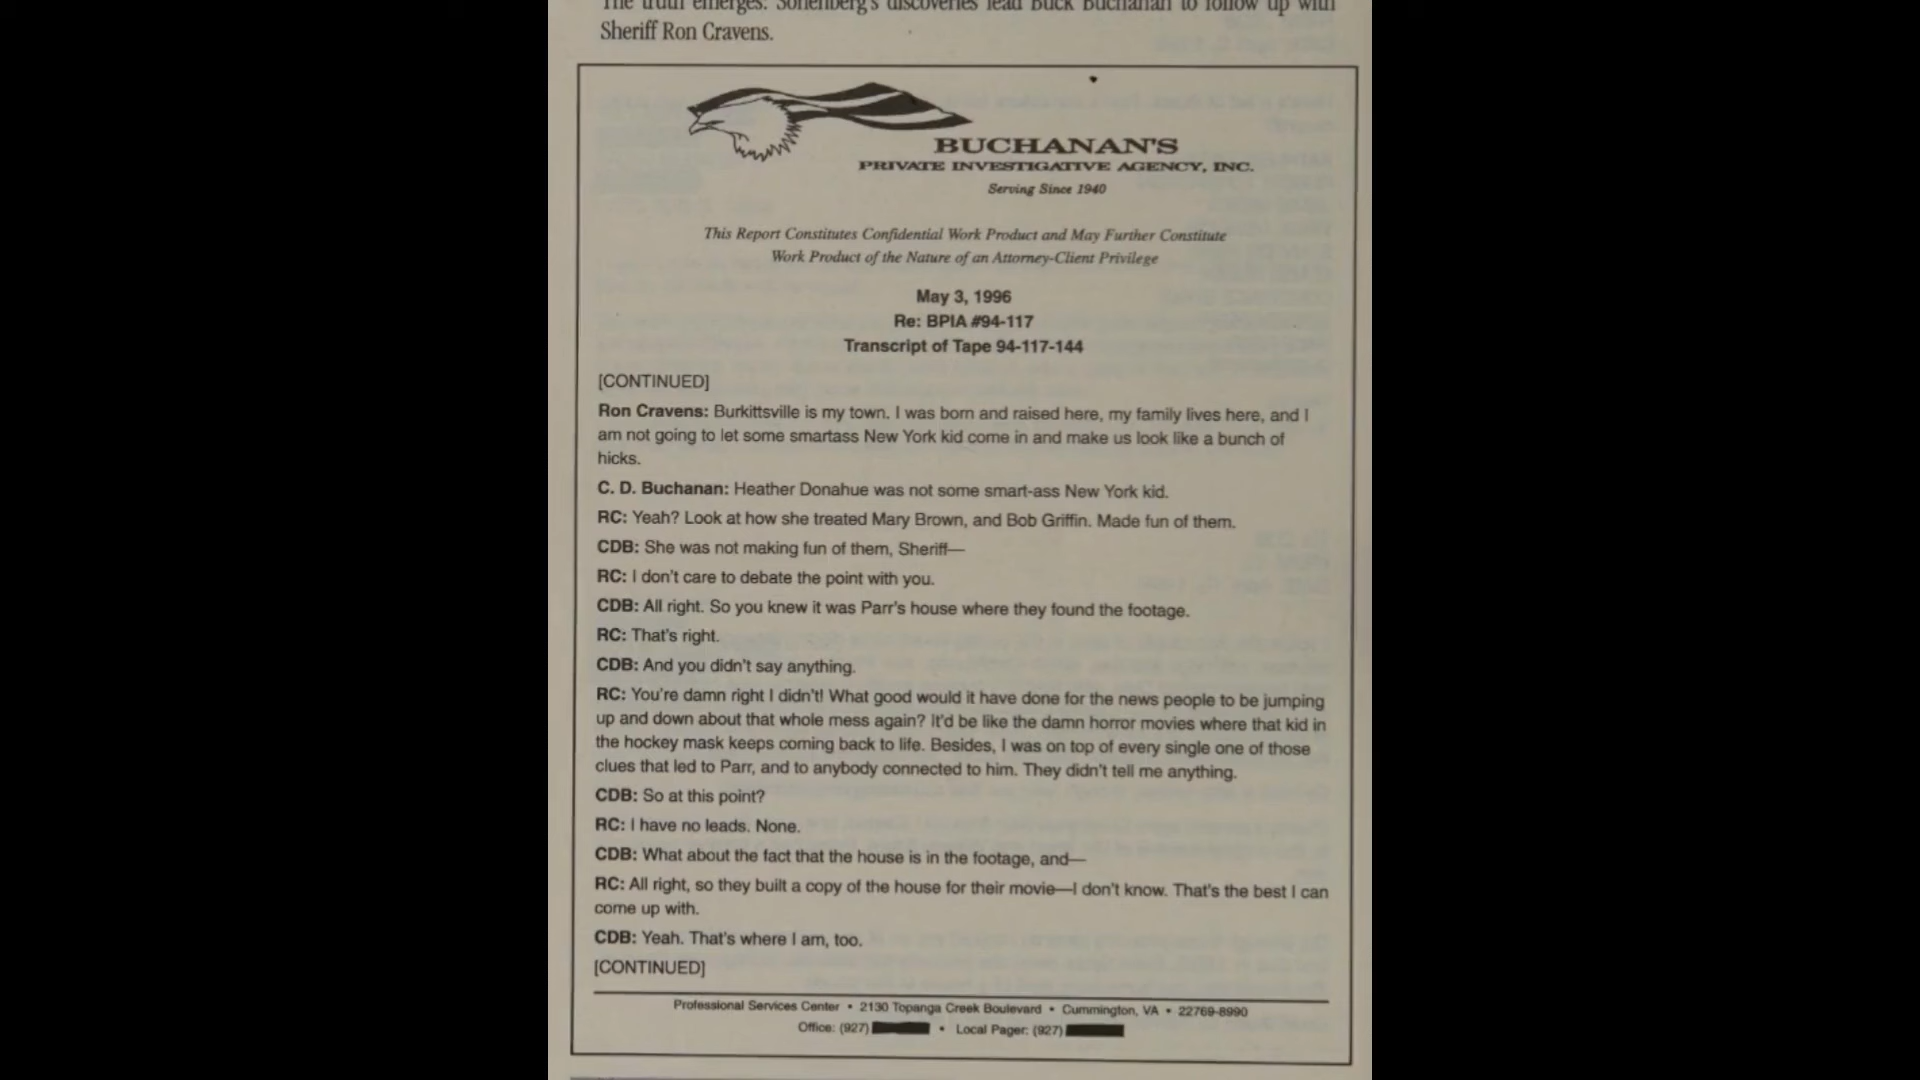 The truth emerges: Sonenberg's discoveries lead Buck Buchanan to follow up with
Sheriff Ron Cravens.
BUCHANAN'S
PRIVATE INVESTIGATIVE AGENCY, INC.
Serving Since 1940
This Report Constitutes Confidential Work Product and May Further Constitute
Work Product of the Nature of an Attorney-Client Privilege
May 3, 1996
Re: BPIA #94-117
Transcript of Tape 94-117-144
[CONTINUED]
Ron Cravens: Burkittsville is my town. I was born and raised here, my family lives here, and I
am not going to let some smartass New York kid come in and make us look like a bunch of
hicks.
C. D. Buchanan: Heather Donahue was not some smart-ass New York kid.
RC: Yeah? Look at how she treated Mary Brown, and Bob Griffin. Made fun of them.
CDB: She was not making fun of them, Sheriff—
RC: I don't care to debate the point with you.
CDB: All right. So you knew it was Parr's house where they found the footage.
RC: That's right.
CDB: And you didn't say anything.
RC: You're damn right I didn't! What good would it have done for the news people to be jumping
up and down about that whole mess again? It'd be like the damn horror movies where that kid in
the hockey mask keeps coming back to life. Besides, I was on top of every single one of those
clues that led to Parr, and to anybody connected to him. They didn't tell me anything.
CDB: So at this point?
RC: I have no leads. None.
CDB: What about the fact that the house is in the footage, and—
RC: All right, so they built a copy of the house for their movie—I don't know. That's the best I can
come up with.
CDB: Yeah. That's where I am, too.
[CONTINUED]
Professional Services Center • 2130 Topanga Creek Boulevard • Cummington, VA • 22769-8990
Office: (927) • Local Pager: (927)